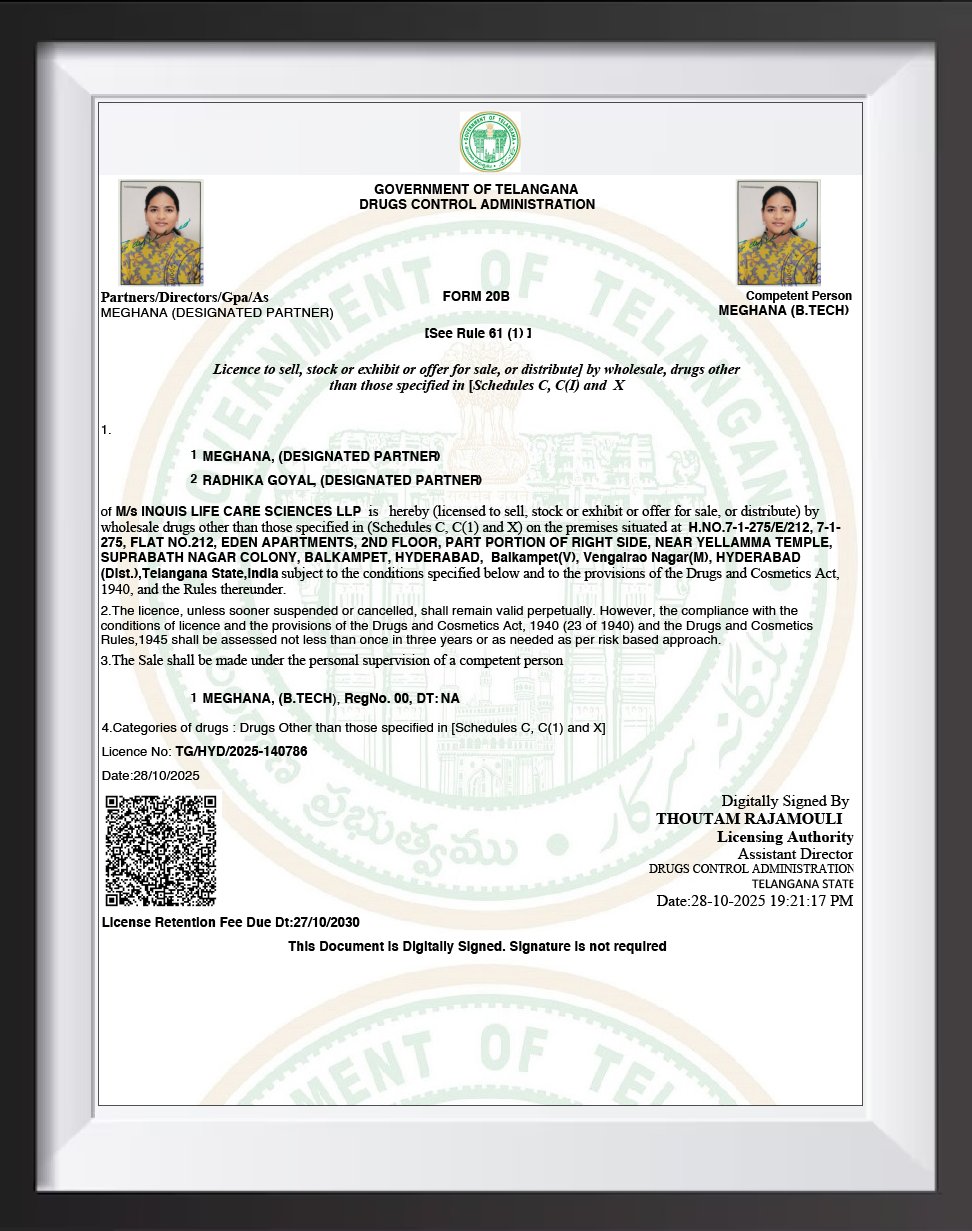 GOVERNMENT OF TELANGANA
GOVERNMENT OF TELANGANA
DRUGS CONTROL ADMINISTRATION
Partners/Directors/Gpa/As
MEGHANA (DESIGNATED PARTNER)
FORM 20B
Competent Person
MEGHANA (B.TECH)
[See Rule 61 (1) ]
Licence to sell, stock or exhibit or offer for sale, or distribute] by wholesale, drugs other
than those specified in [Schedules C, C(I) and X
1.
1 MEGHANA, (DESIGNATED PARTNER)
2 RADHIKA GOYAL, (DESIGNATED PARTNER)
of M/s INQUIS LIFE CARE SCIENCES LLP is hereby (licensed to sell, stock or exhibit or offer for sale, or distribute) by
wholesale drugs other than those specified in (Schedules C, C(1) and X) on the premises situated at H.NO.7-1-275/E/212, 7-1-
275, FLAT NO.212, EDEN APARTMENTS, 2ND FLOOR, PART PORTION OF RIGHT SIDE, NEAR YELLAMMA TEMPLE,
SUPRABATH NAGAR COLONY, BALKAMPET, HYDERABAD, Balkampet(V), Vengalrao Nagar(M), HYDERABAD
(Dist.),Telangana State,India subject to the conditions specified below and to the provisions of the Drugs and Cosmetics Act,
1940, and the Rules thereunder.
2.The licence, unless sooner suspended or cancelled, shall remain valid perpetually. However, the compliance with the
conditions of licence and the provisions of the Drugs and Cosmetics Act, 1940 (23 of 1940) and the Drugs and Cosmetics
Rules,1945 shall be assessed not less than once in three years or as needed as per risk based approach.
3.The Sale shall be made under the personal supervision of a competent person
1 MEGHANA, (B.TECH), RegNo. 00, DT: NA
4.Categories of drugs : Drugs Other than those specified in [Schedules C, C(1) and X]
Licence No: TG/HYD/2025-140786
Date:28/10/2025
Digitally Signed By
THOUTAM RAJAMOULI
Licensing Authority
Assistant Director
DRUGS CONTROL ADMINISTRATION
TELANGANA STATE
Date:28-10-2025 19:21:17 PM
License Retention Fee Due Dt:27/10/2030
This Document is Digitally Signed. Signature is not required
GOVERNMENT OF TELANGANA
సత్యమేవ జయతే
ప్రభుత్వము
MENT OF TEL